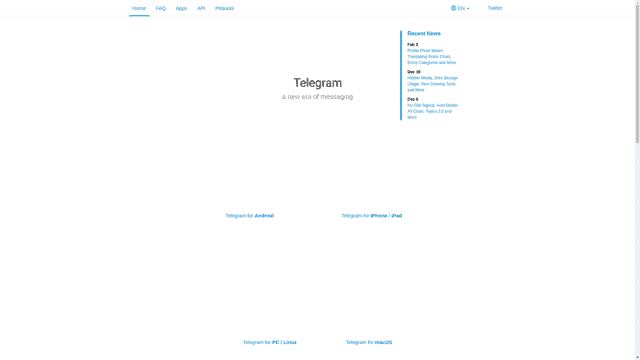 Home FAQ Apps API Protocol EN Twitter
Recent News
Feb 3
Profile Photo Maker,
Translating Entire Chats,
Emoji Categories and More
Dec 30
Hidden Media, Zero Storage
Usage, New Drawing Tools
and More
Dec 6
No-SIM Signup, Auto-Delete
All Chats, Topics 2.0 and
More
Telegram
a new era of messaging
Telegram for Android
Telegram for iPhone / iPad
Telegram for PC / Linux
Telegram for macOS